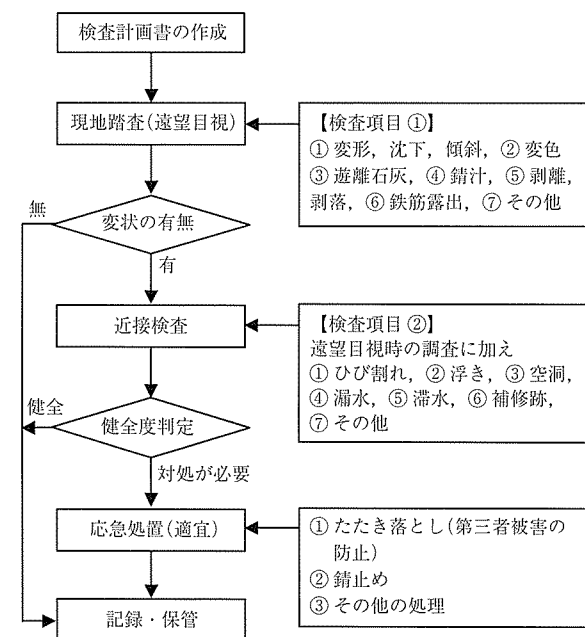 検査計画書の作成
現地踏査(遠望目視)
【検査項目 ①】
① 変形，沈下，傾斜，② 変色
③ 遊離石灰，④ 錆汁，⑤ 剥離，
剥落，⑥ 鉄筋露出，⑦ その他
無
変状の有無
有
近接検査
【検査項目 ②】
遠望目視時の調査に加え
① ひび割れ，② 浮き，③ 空洞，
④ 漏水，⑤ 滞水，⑥ 補修跡，
⑦ その他
健全
健全度判定
対処が必要
応急処置(適宜)
① たたき落とし(第三者被害の
防止)
② 錆止め
③ その他の処理
記録・保管